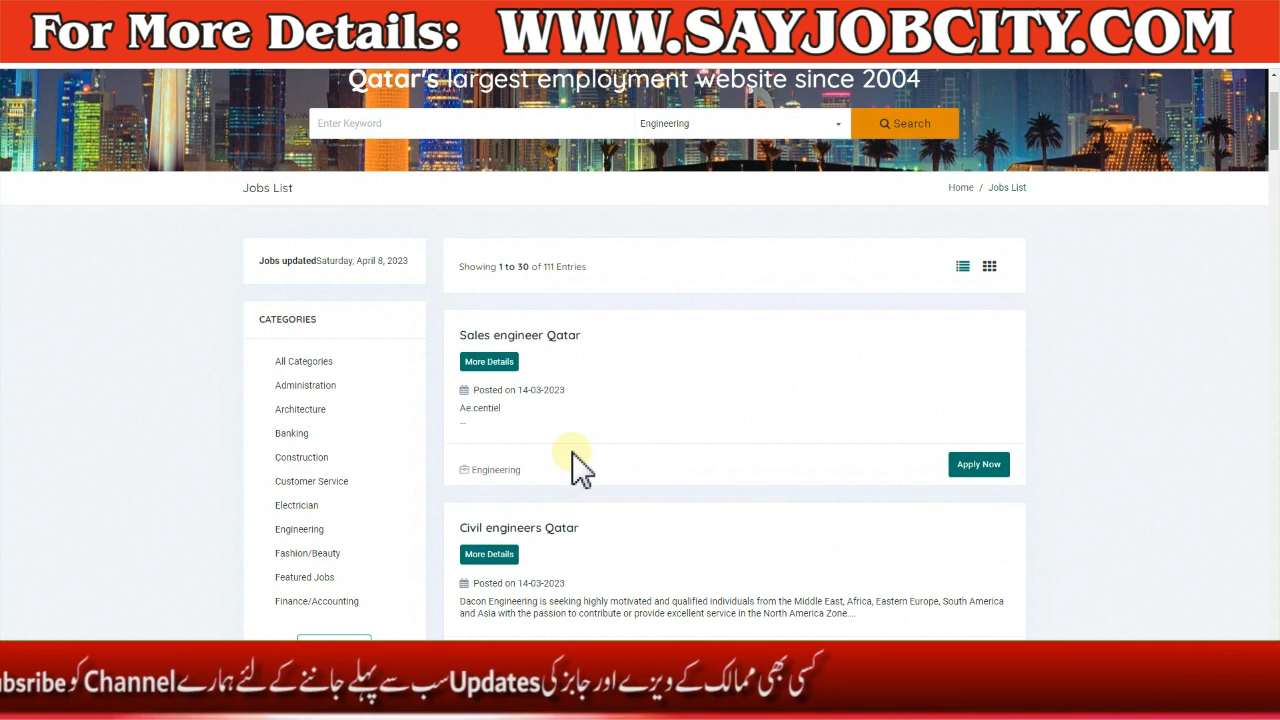 For More Details: WWW.SAYJOBCITY.COM
Qatar's largest employment website since 2004
Enter Keyword
Engineering
Search
Jobs List
Home / Jobs List
Jobs updatedSaturday, April 8, 2023
Showing 1 to 30 of 111 Entries
CATEGORIES
All Categories
Administration
Architecture
Banking
Construction
Customer Service
Electrician
Engineering
Fashion/Beauty
Featured Jobs
Finance/Accounting
Sales engineer Qatar
More Details
Posted on 14-03-2023
Ae.centiel
...
Engineering
Apply Now
Civil engineers Qatar
More Details
Posted on 14-03-2023
Dacon Engineering is seeking highly motivated and qualified individuals from the Middle East, Africa, Eastern Europe, South America
and Asia with the passion to contribute or provide excellent service in the North America Zone....
کسی بھی ممالک کے ویزے اور جابز کی Updates سب سے پہلے جاننے کے لئے ہمارے Channel کو ubsribe